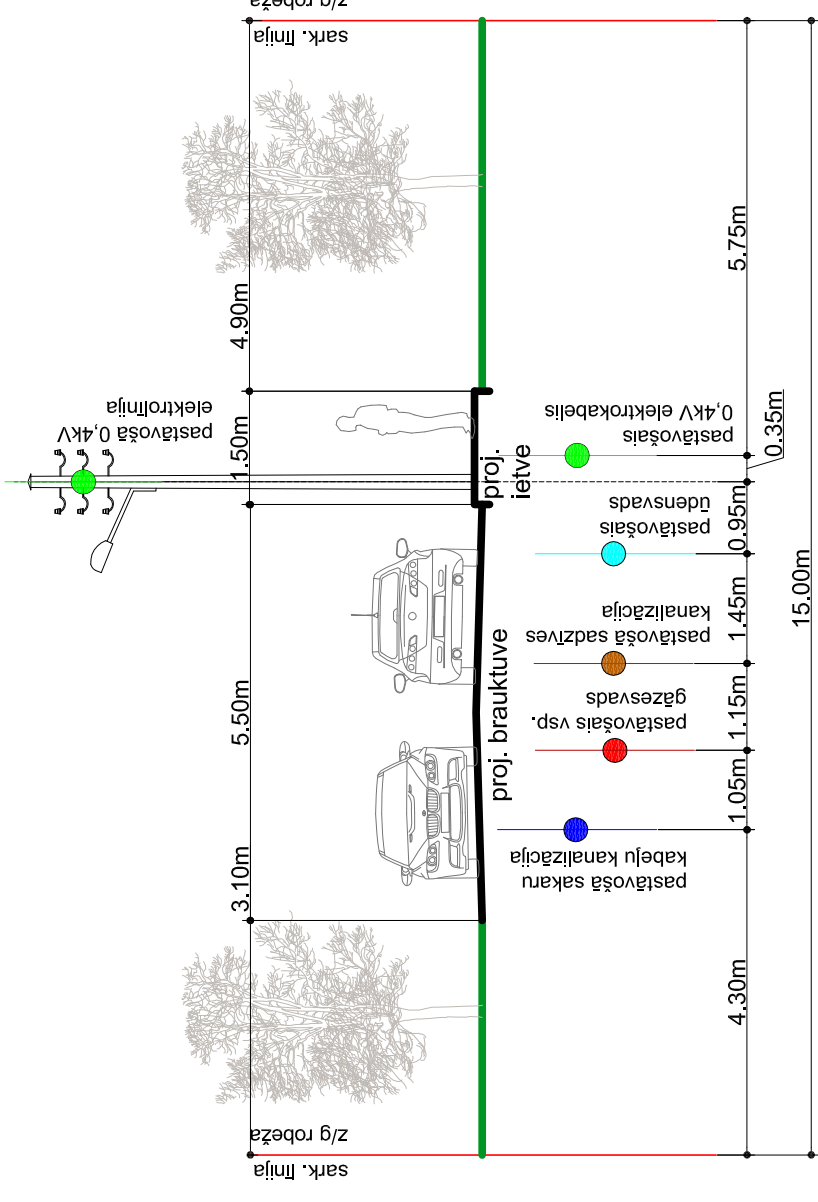 z/g robeža
sark. līnija
4.90m
5.75m
pastāvošā 0,4kV
elektrolīnija
1.50m
proj.
ietve
pastāvošais
0,4kV elektrokabelis
0.35m
0.95m
pastāvošais
ūdensvads
5.50m
proj. brauktuve
pastāvošā sadzīves
kanalizācija
1.45m
15.00m
pastāvošais vsp.
gāzesvads
1.15m
1.05m
pastāvošā sakaru
kabeļu kanalizācija
3.10m
4.30m
z/g robeža
sark. līnija